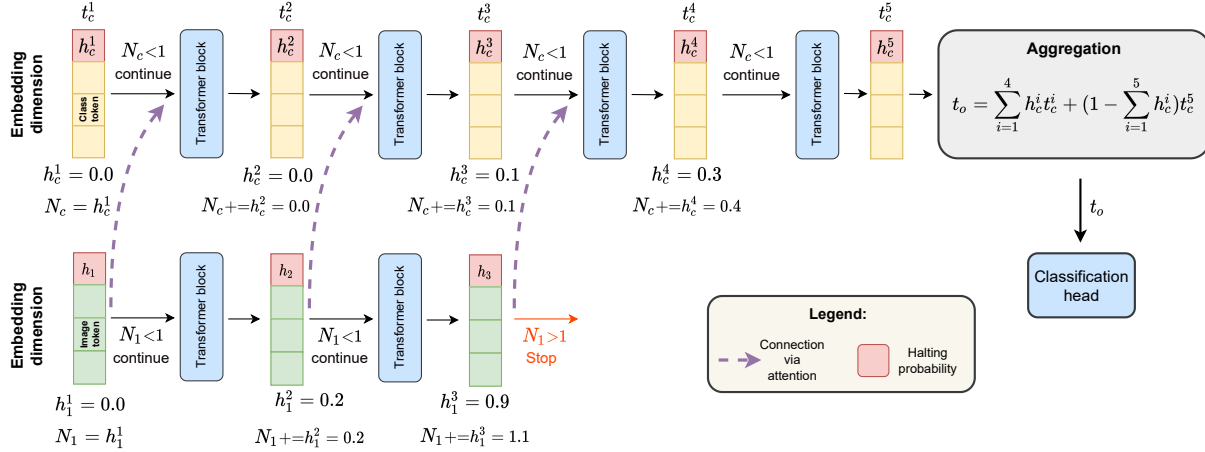 t_c^1 t_c^2 t_c^3 t_c^4 t_c^5
Embedding
dimension
h_c^1 h_c^2 h_c^3 h_c^4 h_c^5
N_c<1
continue
N_c<1
continue
N_c<1
continue
N_c<1
continue
Class
token
Transformer block
Transformer block
Transformer block
Transformer block
Aggregation
t_o = \sum_{i=1}^{4} h_c^i t_c^i + (1 - \sum_{i=1}^{5} h_c^i) t_c^5
h_c^1 = 0.0
N_c = h_c^1
h_c^2 = 0.0
N_c += h_c^2 = 0.0
h_c^3 = 0.1
N_c += h_c^3 = 0.1
h_c^4 = 0.3
N_c += h_c^4 = 0.4
t_o
Classification
head
Embedding
dimension
h_1 h_2 h_3
Image
token
N_1<1
continue
Transformer block
N_1<1
continue
Transformer block
N_1>1
Stop
h_1^1 = 0.0
N_1 = h_1^1
h_1^2 = 0.2
N_1 += h_1^2 = 0.2
h_1^3 = 0.9
N_1 += h_1^3 = 1.1
Legend:
Connection
via
attention
Halting
probability